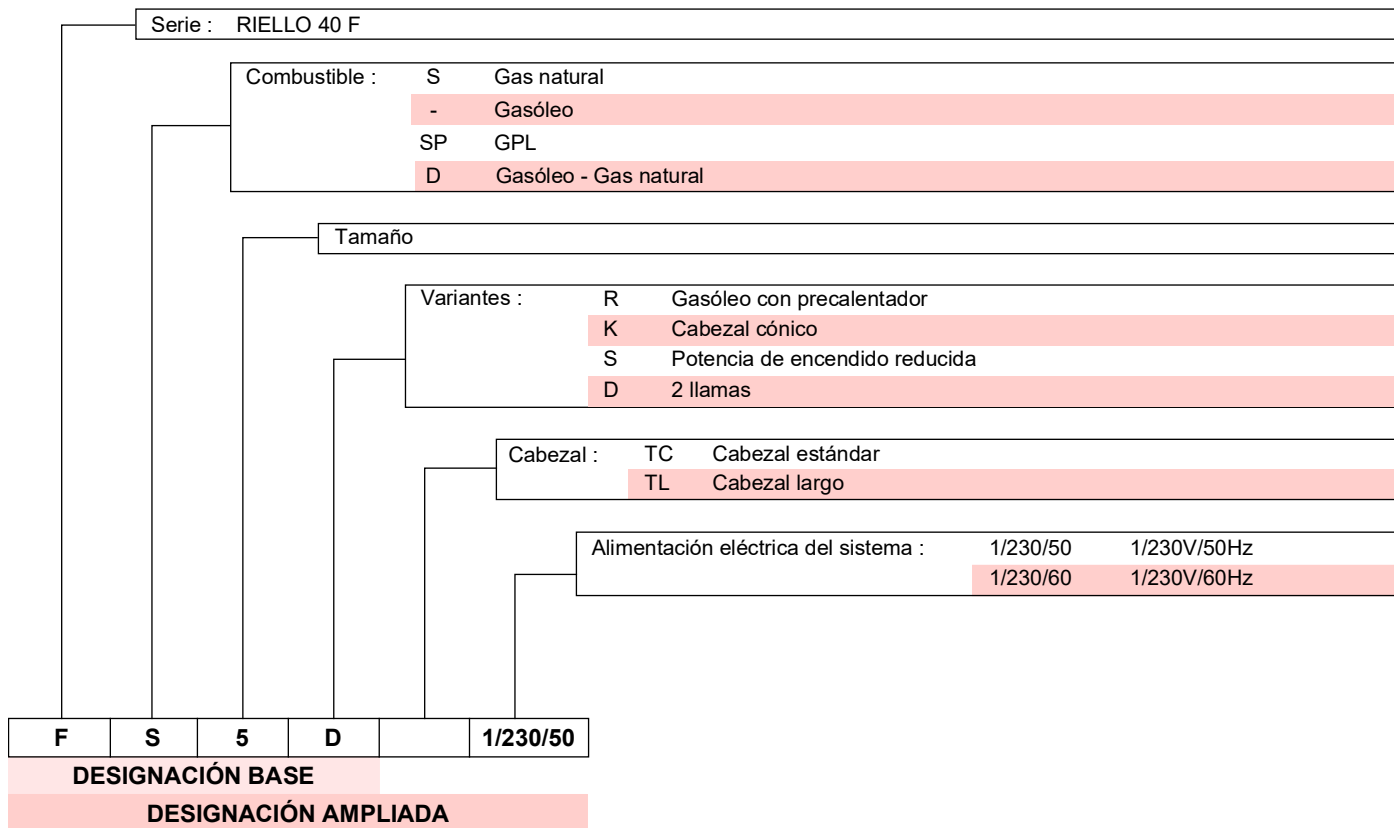 Serie : RIELLO 40 F
Combustible : S Gas natural
- Gasóleo
SP GPL
D Gasóleo - Gas natural
Tamaño
Variantes : R Gasóleo con precalentador
K Cabezal cónico
S Potencia de encendido reducida
D 2 llamas
Cabezal : TC Cabezal estándar
TL Cabezal largo
Alimentación eléctrica del sistema : 1/230/50 1/230V/50Hz
1/230/60 1/230V/60Hz
F S 5 D 1/230/50
DESIGNACIÓN BASE
DESIGNACIÓN AMPLIADA